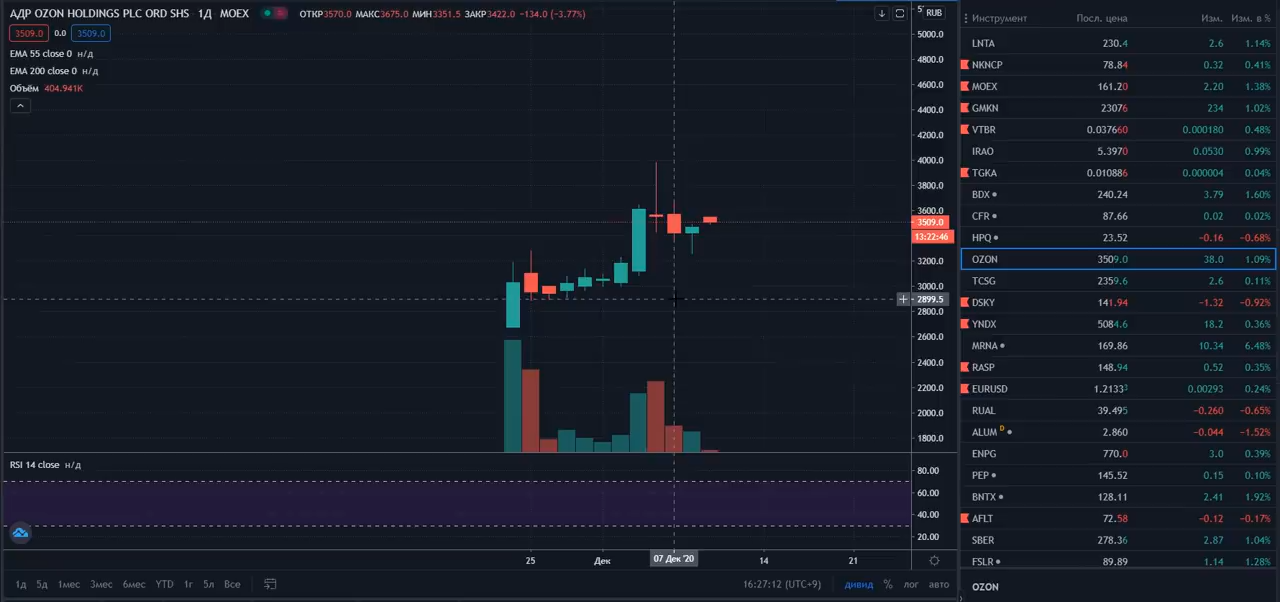 АДР OZON HOLDINGS PLC ORD SHS 1Д MOEX ОТКР3570.0 МАКС3675.0 МИН3351.5 ЗАКР3422.0 −134.0 (−3.77%)
3509.0 0.0 3509.0
EMA 55 close 0 н/д
EMA 200 close 0 н/д
Объём 404.941K
RUB
5000.0
4800.0
4600.0
4400.0
4200.0
4000.0
3800.0
3600.0
3509.0
13:22:46
3200.0
3000.0
2899.5
2800.0
2600.0
2400.0
2200.0
2000.0
1800.0
RSI 14 close н/д
80.00
60.00
40.00
20.00
25 Дек 07 Дек '20 14 21
1д 5д 1мес 3мес 6мес YTD 1г 5л Все 16:27:12 (UTC+9) дивид % лог авто
Инструмент Посл. цена Изм. Изм. в %
LNTA 230.4 2.6 1.14%
NKNCP 78.84 0.32 0.41%
MOEX 161.20 2.20 1.38%
GMKN 23076 234 1.02%
VTBR 0.037660 0.000180 0.48%
IRAO 5.3970 0.0530 0.99%
TGKA 0.010886 0.000004 0.04%
BDX 240.24 3.79 1.60%
CFR 87.66 0.02 0.02%
HPQ 23.52 −0.16 −0.68%
OZON 3509.0 38.0 1.09%
TCSG 2359.6 2.6 0.11%
DSKY 141.94 −1.32 −0.92%
YNDX 5084.6 18.2 0.36%
MRNA 169.86 10.34 6.48%
RASP 148.94 0.52 0.35%
EURUSD 1.21333 0.00293 0.24%
RUAL 39.495 −0.260 −0.65%
ALUM D 2.860 −0.044 −1.52%
ENPG 770.0 3.0 0.39%
PEP 145.52 0.15 0.10%
BNTX 128.11 2.41 1.92%
AFLT 72.58 −0.12 −0.17%
SBER 278.36 2.87 1.04%
FSLR 89.89 1.14 1.28%
OZON